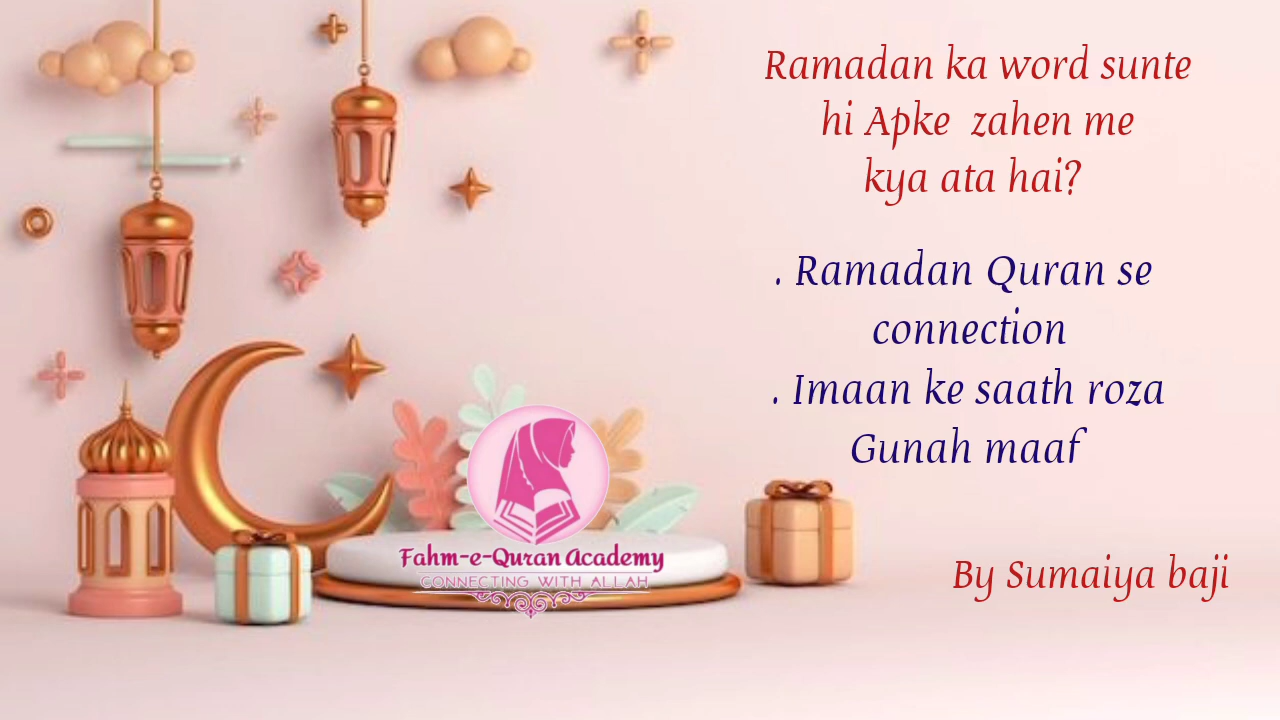 Ramadan ka word sunte
hi Apke zahen me
kya ata hai?
. Ramadan Quran se
connection
. Imaan ke saath roza
Gunah maaf
Fahm-e-Quran Academy
CONNECTING WITH ALLAH
By Sumaiya baji